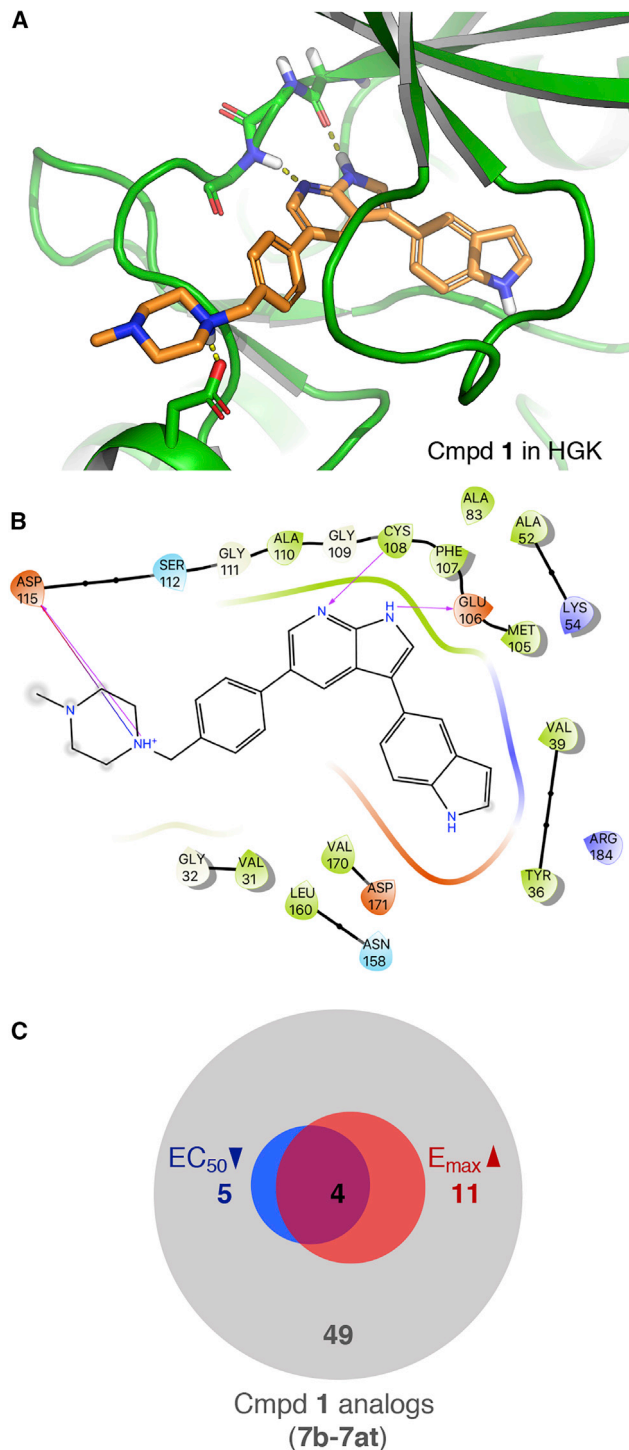 A
Cmpd 1 in HGK
B
ALA
83
CYS
108
GLY
109
ALA
110
GLY
111
SER
112
ASP
115
PHE
107
ALA
52
GLU
106
LYS
54
MET
105
N
H
N
N
NH+
N
H
VAL
39
ARG
184
TYR
36
GLY
32
VAL
31
VAL
170
ASP
171
LEU
160
ASN
158
C
EC50▼
5
4
Emax▲
11
49
Cmpd 1 analogs
(7b-7at)